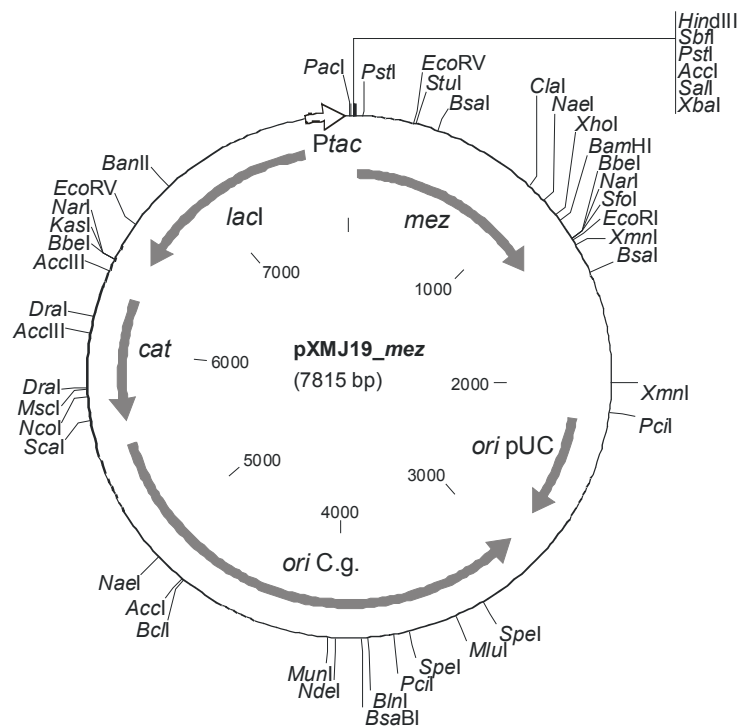 HindIII
SbfI
PstI
AccI
SalI
XbaI
PacI
PstI
EcoRV
StuI
BsaI
ClaI
NaeI
XhoI
BamHI
BbeI
NarI
SfoI
EcoRI
XmnI
BsaI
Ptac
BanII
EcoRV
NarI
KasI
BbeI
AccIII
lacI
mez
7000
1000
DraI
AccIII
cat
6000
pXMJ19_mez
(7815 bp)
2000
XmnI
PciI
DraI
MscI
NcoI
ScaI
ori pUC
5000
3000
4000
ori C.g.
NaeI
AccI
BclI
SpeI
MluI
SpeI
PciI
BlnI
BsaBI
MunI
NdeI